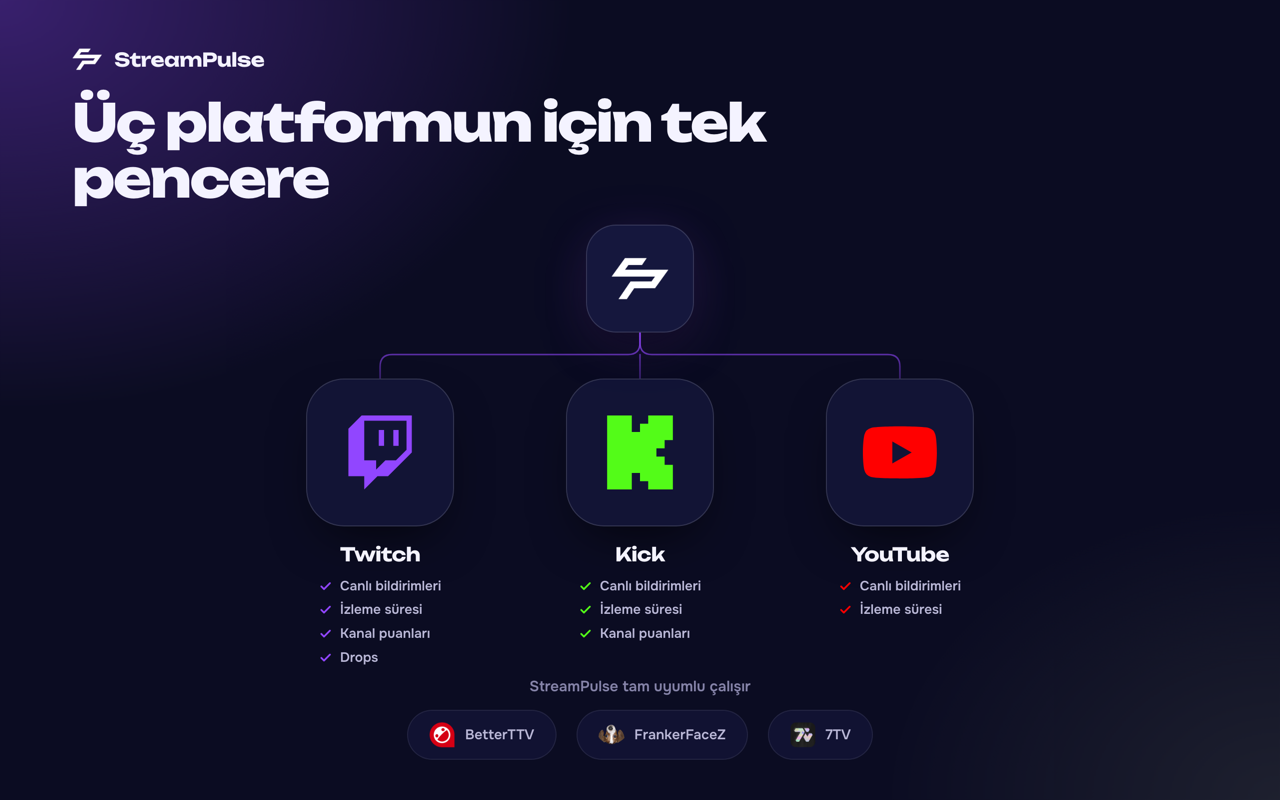 StreamPulse
Üç platformun için tek
pencere
Twitch
Canlı bildirimleri
İzleme süresi
Kanal puanları
Drops
Kick
Canlı bildirimleri
İzleme süresi
Kanal puanları
YouTube
Canlı bildirimleri
İzleme süresi
StreamPulse tam uyumlu çalışır
BetterTTV
FrankerFaceZ
7TV